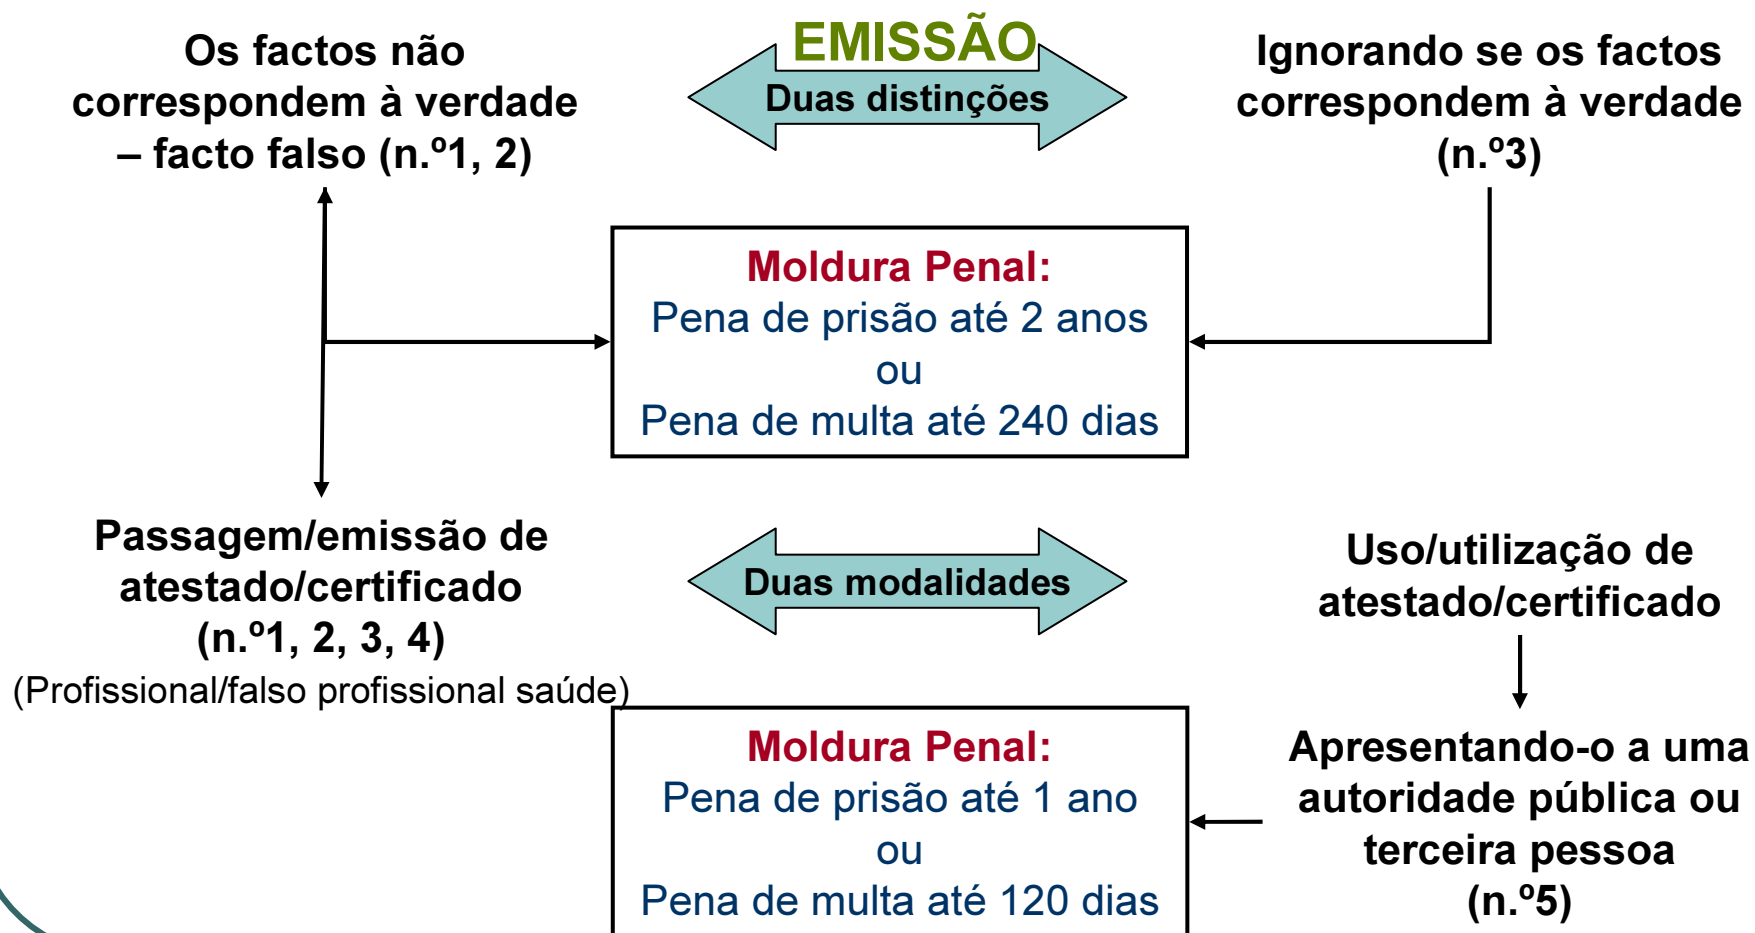 EMISSÃO
Os factos não
correspondem à verdade
– facto falso (n.º1, 2)
Duas distinções
Ignorando se os factos
correspondem à verdade
(n.º3)
Moldura Penal:
Pena de prisão até 2 anos
ou
Pena de multa até 240 dias
Passagem/emissão de
atestado/certificado
(n.º1, 2, 3, 4)
(Profissional/falso profissional saúde)
Duas modalidades
Uso/utilização de
atestado/certificado
Apresentando-o a uma
autoridade pública ou
terceira pessoa
(n.º5)
Moldura Penal:
Pena de prisão até 1 ano
ou
Pena de multa até 120 dias